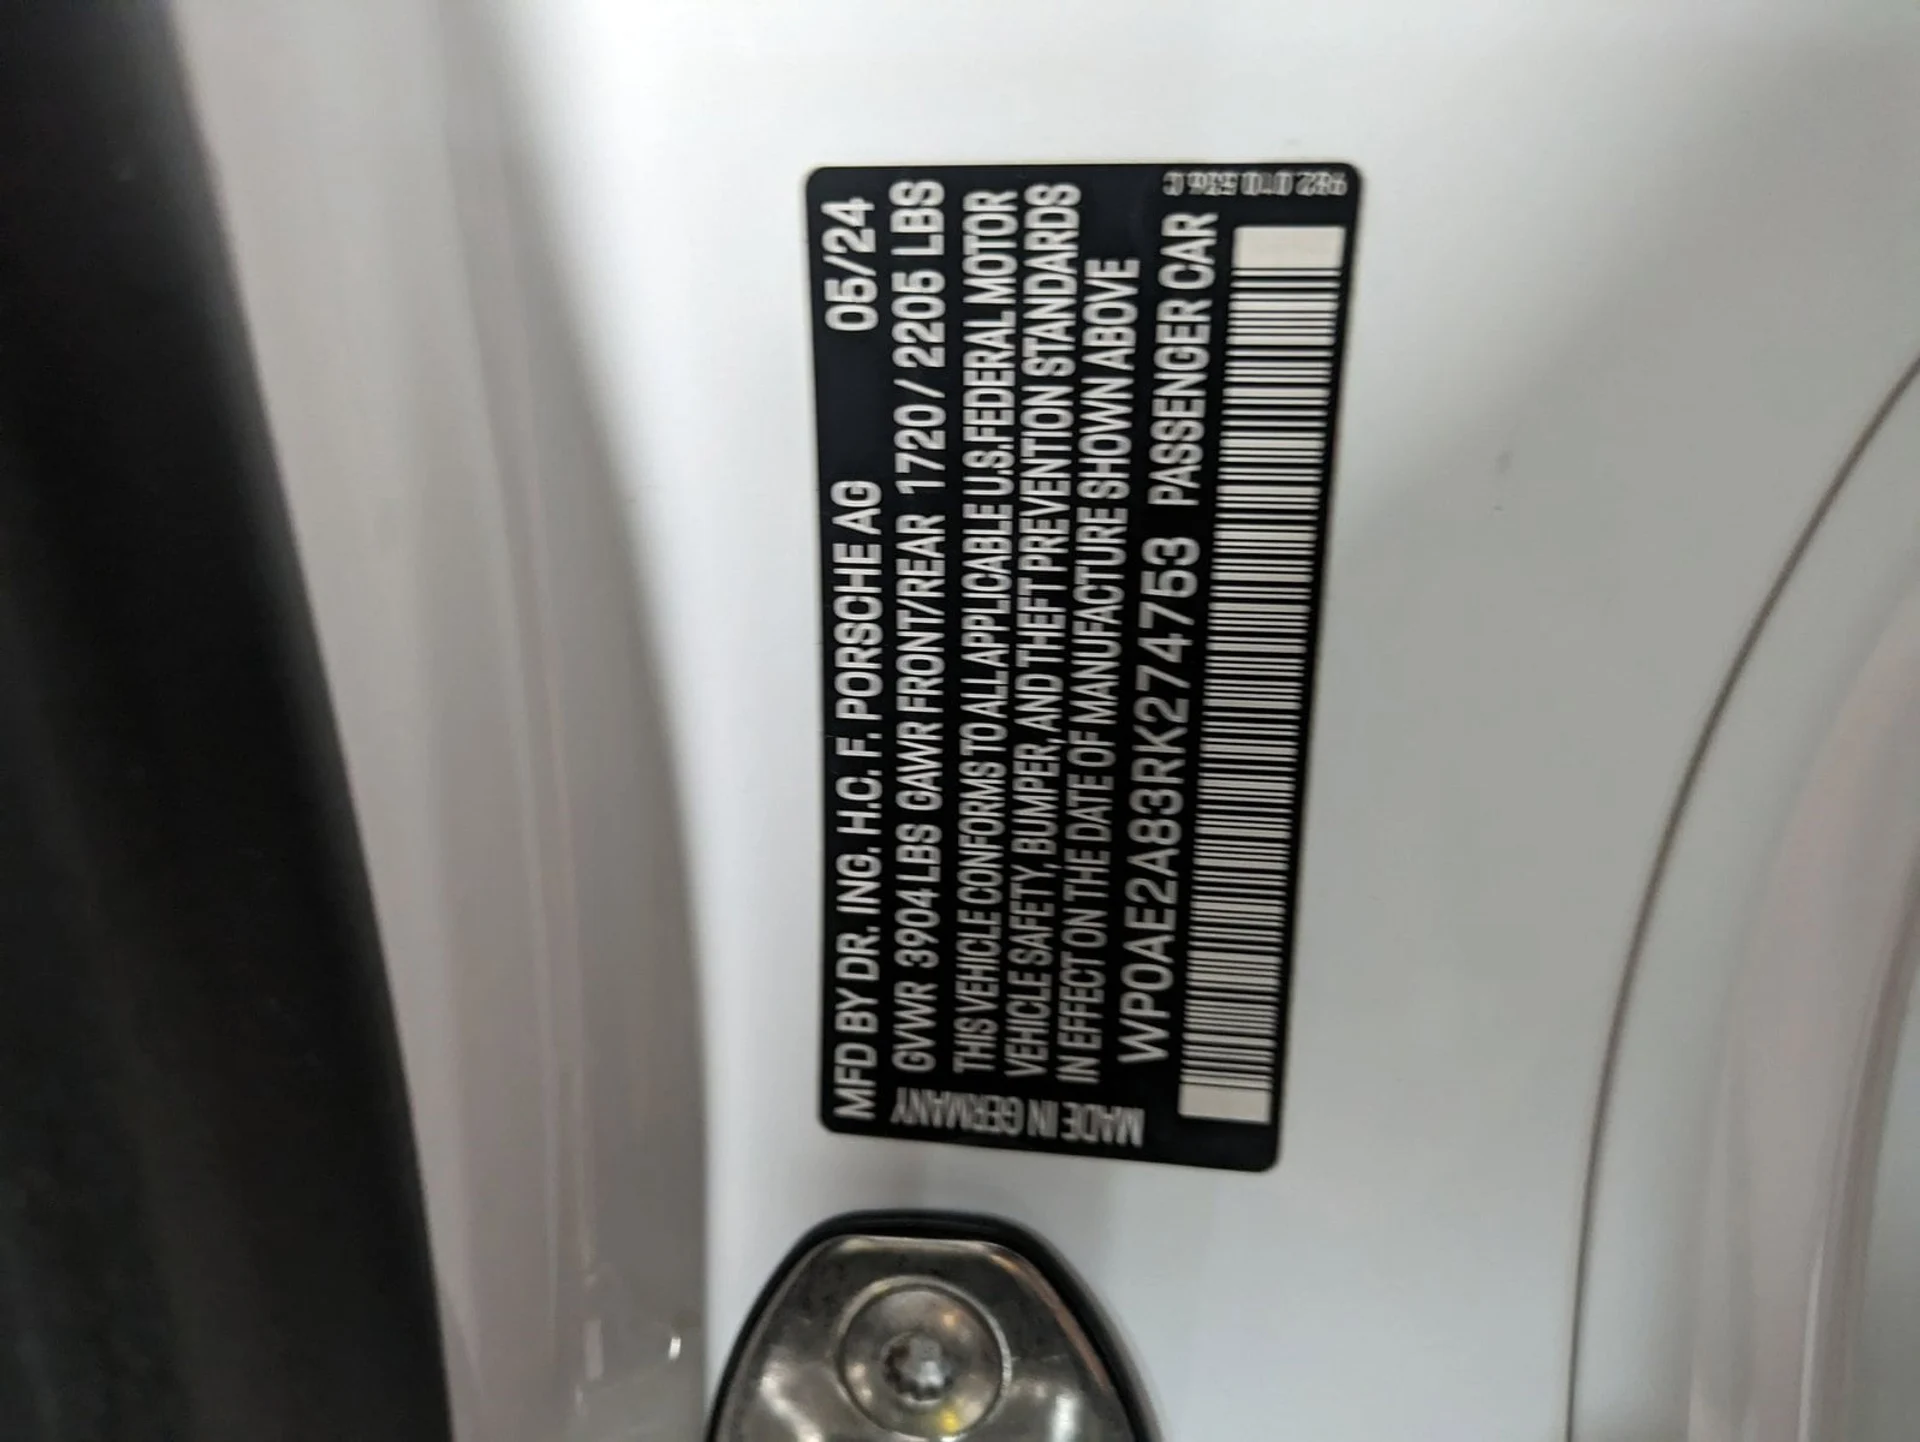 MFD BY DR. ING. H.C. F. PORSCHE AG 05/24
GVWR 3904 LBS GAWR FRONT/REAR 1720 / 2205 LBS
THIS VEHICLE CONFORMS TO ALL APPLICABLE U.S.FEDERAL MOTOR
VEHICLE SAFETY, BUMPER, AND THEFT PREVENTION STANDARDS
IN EFFECT ON THE DATE OF MANUFACTURE SHOWN ABOVE
WP0AE2A83RK274753 PASSENGER CAR
MADE IN GERMANY